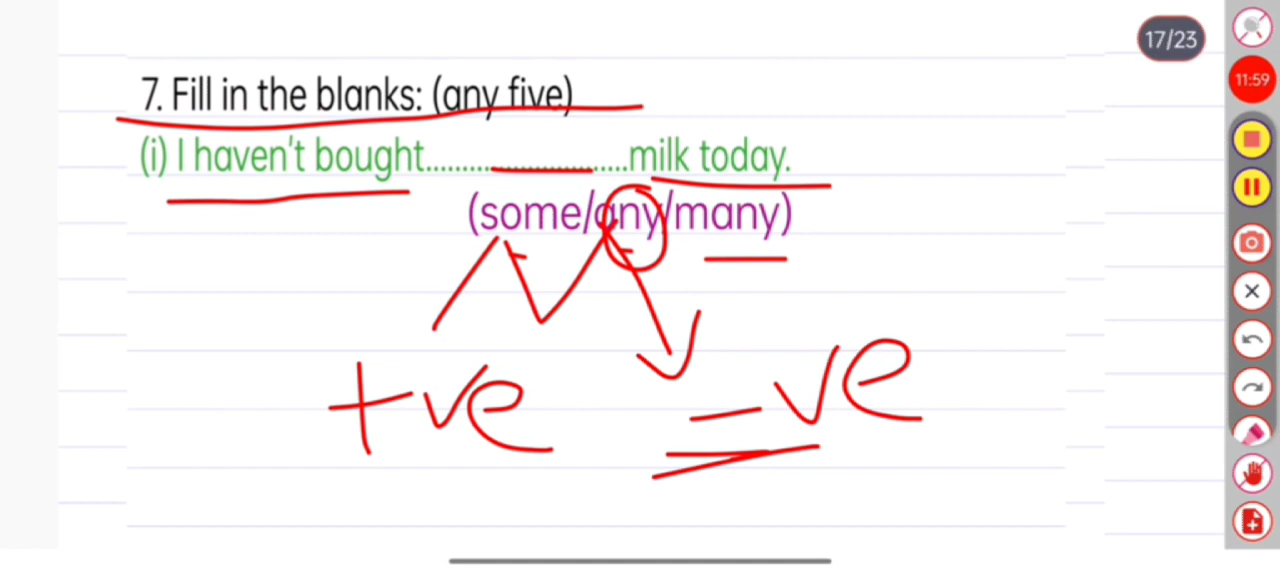 17/23
11:59
7. Fill in the blanks: (any five)
(i) I haven't bought..............................milk today.
(some/any/many)
+ve -ve